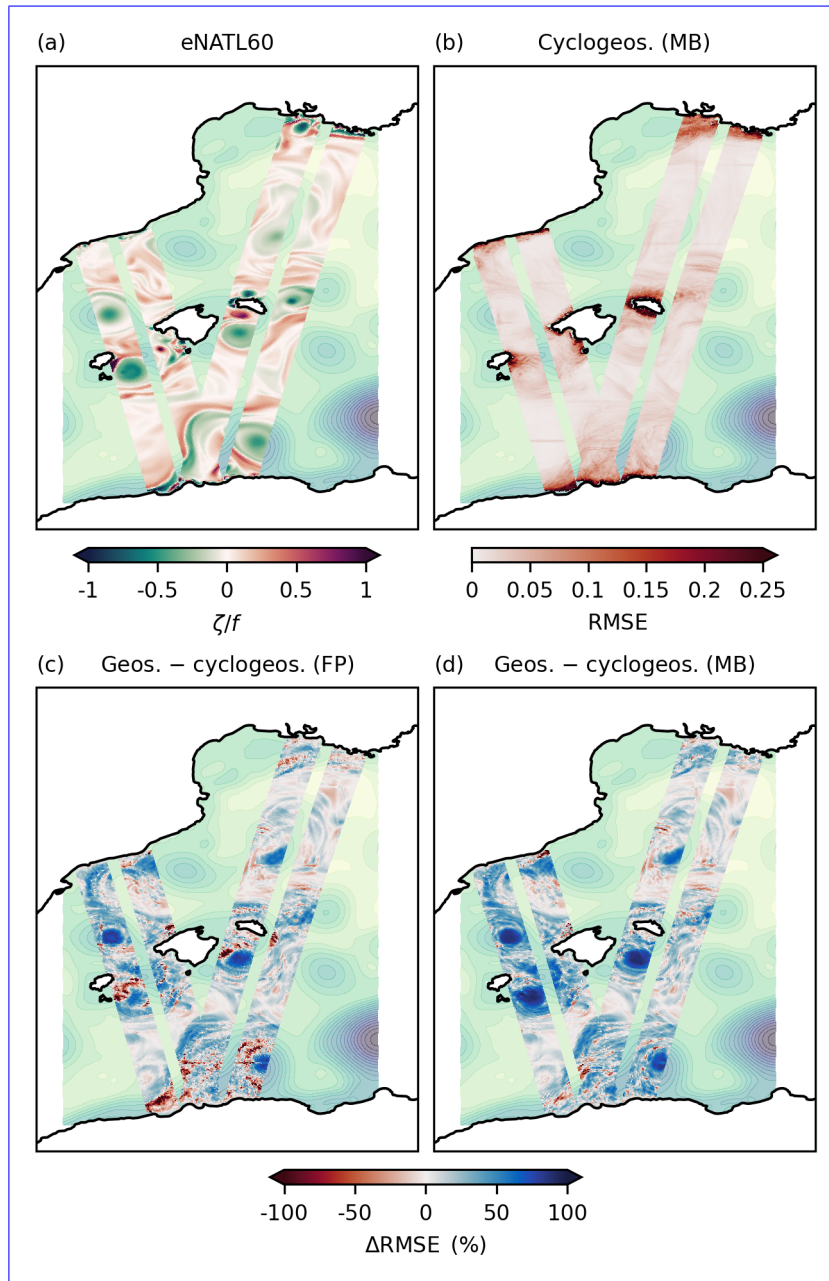 (a) eNATL60
(b) Cyclogeos. (MB)
-1 -0.5 0 0.5 1
ζ/f
0 0.05 0.1 0.15 0.2 0.25
RMSE
(c) Geos. − cyclogeos. (FP)
(d) Geos. − cyclogeos. (MB)
-100 -50 0 50 100
ΔRMSE (%)